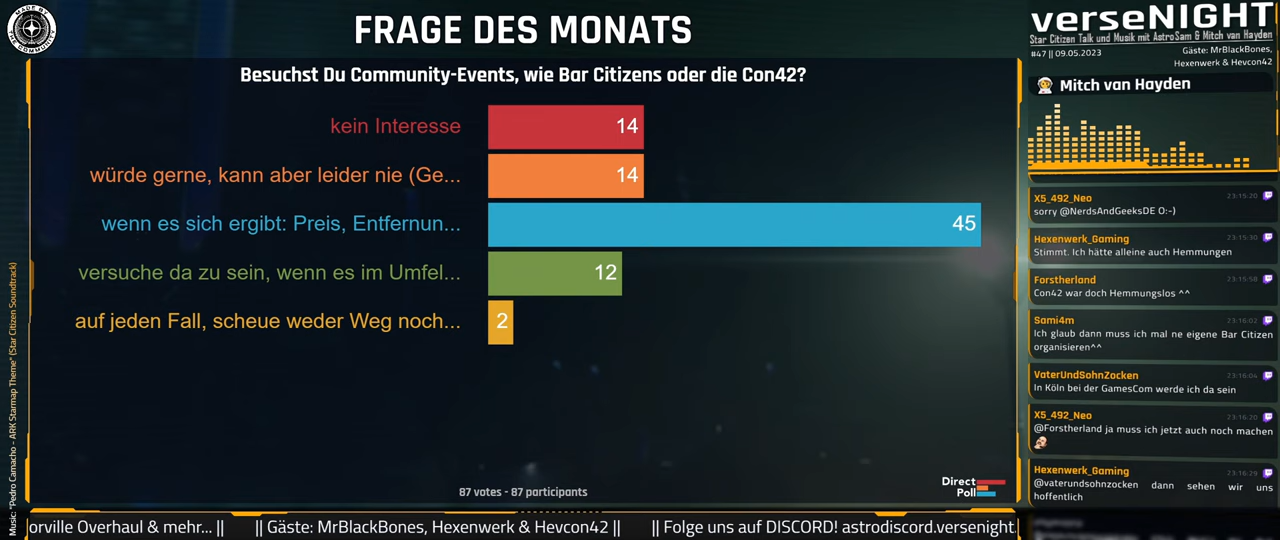 MADE BY
THE COMMUNITY
FRAGE DES MONATS
Besuchst Du Community-Events, wie Bar Citizens oder die Con42?
kein Interesse 14
würde gerne, kann aber leider nie (Ge... 14
wenn es sich ergibt: Preis, Entfernun... 45
versuche da zu sein, wenn es im Umfel... 12
auf jeden Fall, scheue weder Weg noch... 2
87 votes - 87 participants
Direct
Poll
Music: "Pedro Camacho - ARK Starmap Theme" (Star Citizen Soundtrack)
verseNIGHT
Star Citizen Talk und Musik mit AstroSam & Mitch van Hayden
#47 || 09.05.2023
Gäste: MrBlackBones,
Hexenwerk & Hevcon42
Mitch van Hayden
X5_492_Neo 23:15:20
sorry @NerdsAndGeeksDE O:-)
Hexenwerk_Gaming 23:15:30
Stimmt. Ich hätte alleine auch Hemmungen
Forstherland 23:15:58
Con42 war doch Hemmungslos ^^
Sami4m 23:16:02
Ich glaub dann muss ich mal ne eigene Bar Citizen
organisieren^^
VaterUndSohnZocken 23:16:04
In Köln bei der GamesCom werde ich da sein
X5_492_Neo 23:16:20
@Forstherland ja muss ich jetzt auch noch machen
Hexenwerk_Gaming 23:16:29
@vaterundsohnzocken dann sehen wir uns
hoffentlich
orville Overhaul & mehr... || || Gäste: MrBlackBones, Hexenwerk & Hevcon42 || || Folge uns auf DISCORD! astrodiscord.versenight.